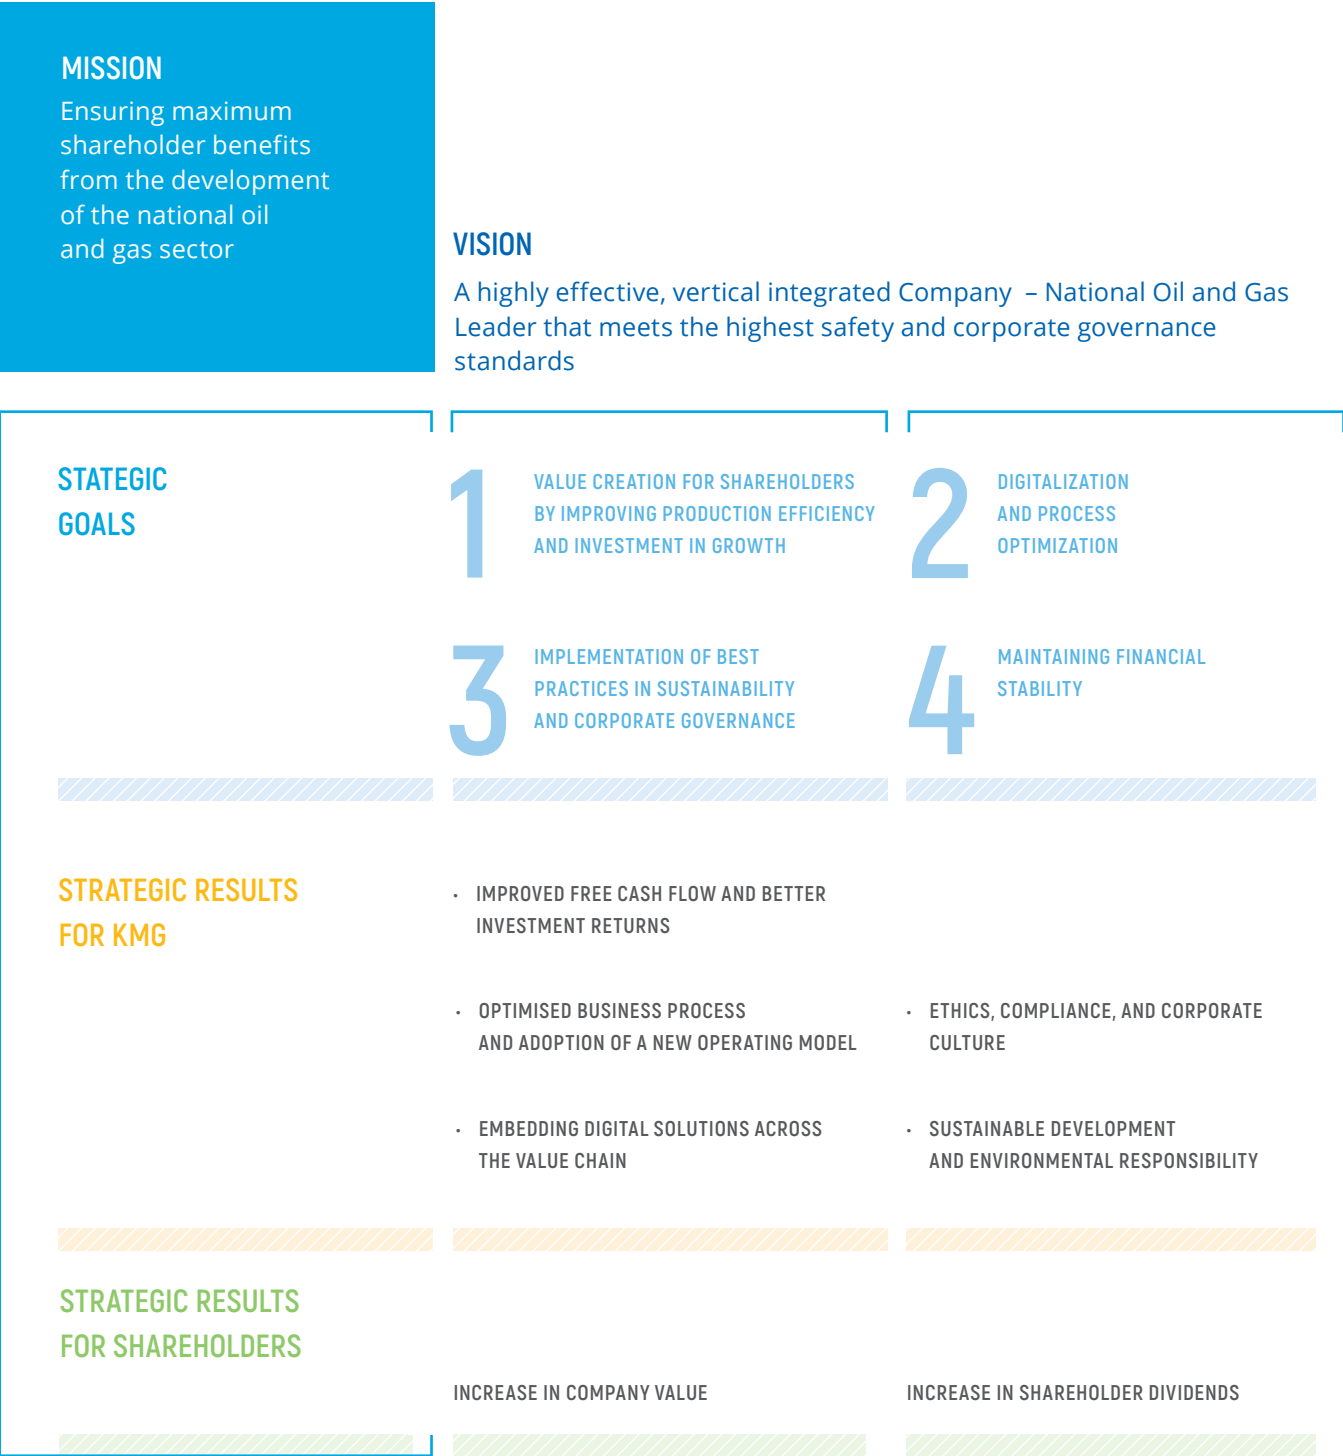 MISSION
Ensuring maximum
shareholder benefits
from the development
of the national oil
and gas sector
VISION
A highly effective, vertical integrated Company – National Oil and Gas
Leader that meets the highest safety and corporate governance
standards
STATEGIC
GOALS
1
VALUE CREATION FOR SHAREHOLDERS
BY IMPROVING PRODUCTION EFFICIENCY
AND INVESTMENT IN GROWTH
2
DIGITALIZATION
AND PROCESS
OPTIMIZATION
3
IMPLEMENTATION OF BEST
PRACTICES IN SUSTAINABILITY
AND CORPORATE GOVERNANCE
4
MAINTAINING FINANCIAL
STABILITY
STRATEGIC RESULTS
FOR KMG
• IMPROVED FREE CASH FLOW AND BETTER
INVESTMENT RETURNS
• OPTIMISED BUSINESS PROCESS
AND ADOPTION OF A NEW OPERATING MODEL
• ETHICS, COMPLIANCE, AND CORPORATE
CULTURE
• EMBEDDING DIGITAL SOLUTIONS ACROSS
THE VALUE CHAIN
• SUSTAINABLE DEVELOPMENT
AND ENVIRONMENTAL RESPONSIBILITY
STRATEGIC RESULTS
FOR SHAREHOLDERS
INCREASE IN COMPANY VALUE
INCREASE IN SHAREHOLDER DIVIDENDS